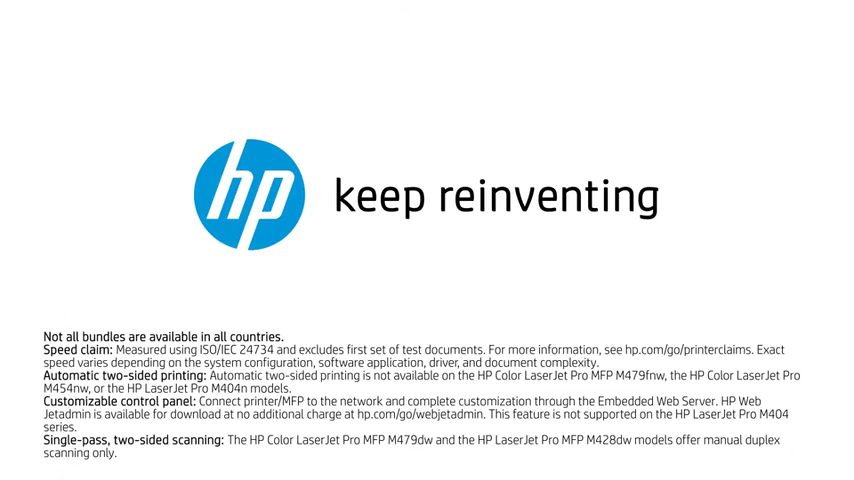 hp keep reinventing
Not all bundles are available in all countries.
Speed claim: Measured using ISO/IEC 24734 and excludes first set of test documents. For more information, see hp.com/go/printerclaims. Exact
speed varies depending on the system configuration, software application, driver, and document complexity.
Automatic two-sided printing: Automatic two-sided printing is not available on the HP Color LaserJet Pro MFP M479fnw, the HP Color LaserJet Pro
M454nw, or the HP LaserJet Pro M404n models.
Customizable control panel: Connect printer/MFP to the network and complete customization through the Embedded Web Server. HP Web
Jetadmin is available for download at no additional charge at hp.com/go/webjetadmin. This feature is not supported on the HP LaserJet Pro M404
series.
Single-pass, two-sided scanning: The HP Color LaserJet Pro MFP M479dw and the HP LaserJet Pro MFP M428dw models offer manual duplex
scanning only.